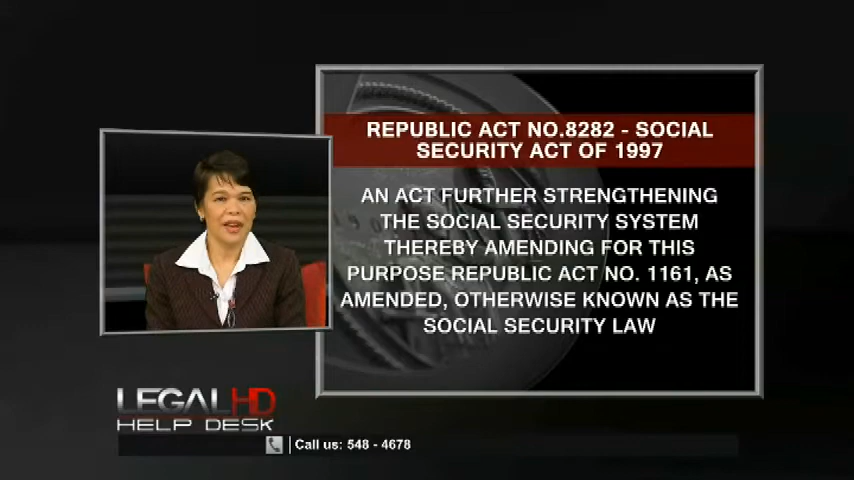 REPUBLIC ACT NO.8282 - SOCIAL
SECURITY ACT OF 1997
AN ACT FURTHER STRENGTHENING
THE SOCIAL SECURITY SYSTEM
THEREBY AMENDING FOR THIS
PURPOSE REPUBLIC ACT NO. 1161, AS
AMENDED, OTHERWISE KNOWN AS THE
SOCIAL SECURITY LAW
LEGALHD
HELP DESK
Call us: 548 - 4678